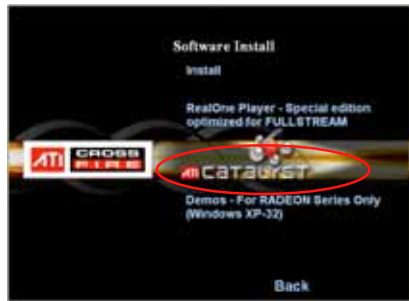 Software Install
Install
RealOne Player - Special edition
optimized for FULLSTREAM
ATI CROSS
FIRE
ATI CATALYST
Demos - For RADEON Series Only
(Windows XP-32)
Back